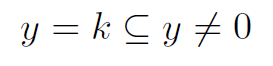 y = k ⊆ y ≠ 0